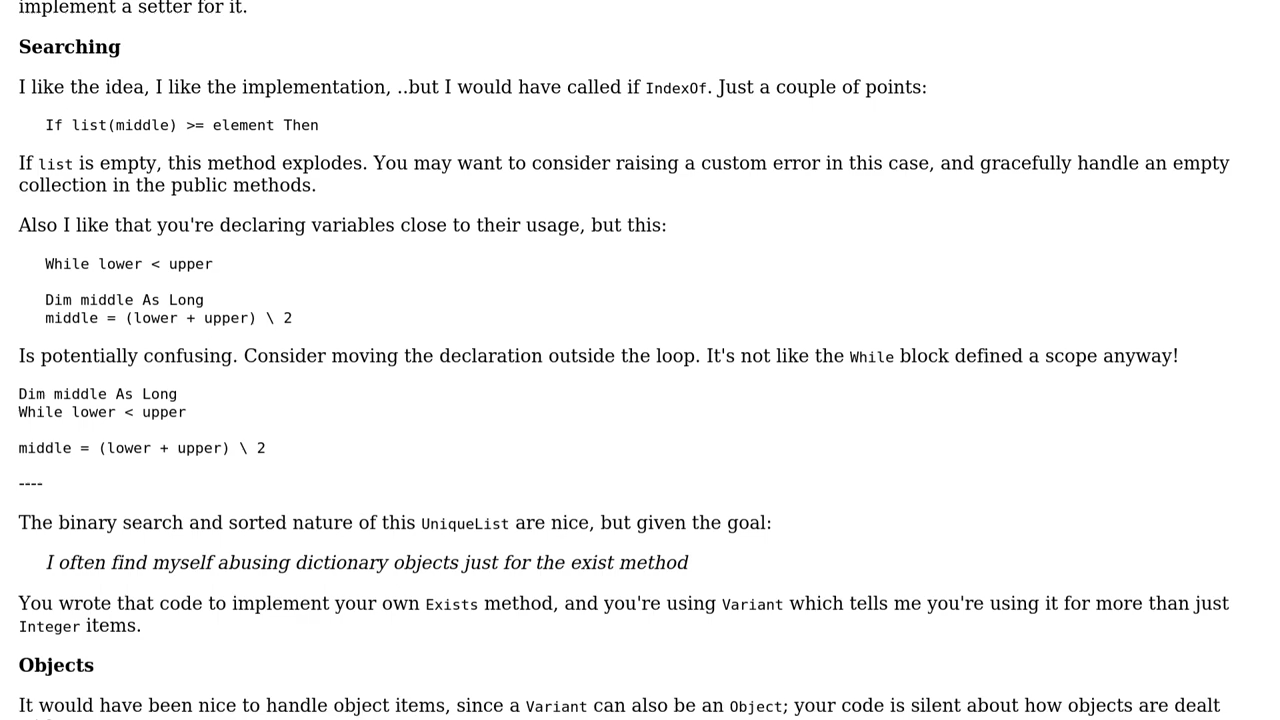 implement a setter for it.
Searching
I like the idea, I like the implementation, ..but I would have called if IndexOf. Just a couple of points:
If list(middle) >= element Then
If list is empty, this method explodes. You may want to consider raising a custom error in this case, and gracefully handle an empty
collection in the public methods.
Also I like that you're declaring variables close to their usage, but this:
While lower < upper
Dim middle As Long
middle = (lower + upper) \ 2
Is potentially confusing. Consider moving the declaration outside the loop. It's not like the While block defined a scope anyway!
Dim middle As Long
While lower < upper
middle = (lower + upper) \ 2
----
The binary search and sorted nature of this UniqueList are nice, but given the goal:
I often find myself abusing dictionary objects just for the exist method
You wrote that code to implement your own Exists method, and you're using Variant which tells me you're using it for more than just
Integer items.
Objects
It would have been nice to handle object items, since a Variant can also be an Object; your code is silent about how objects are dealt